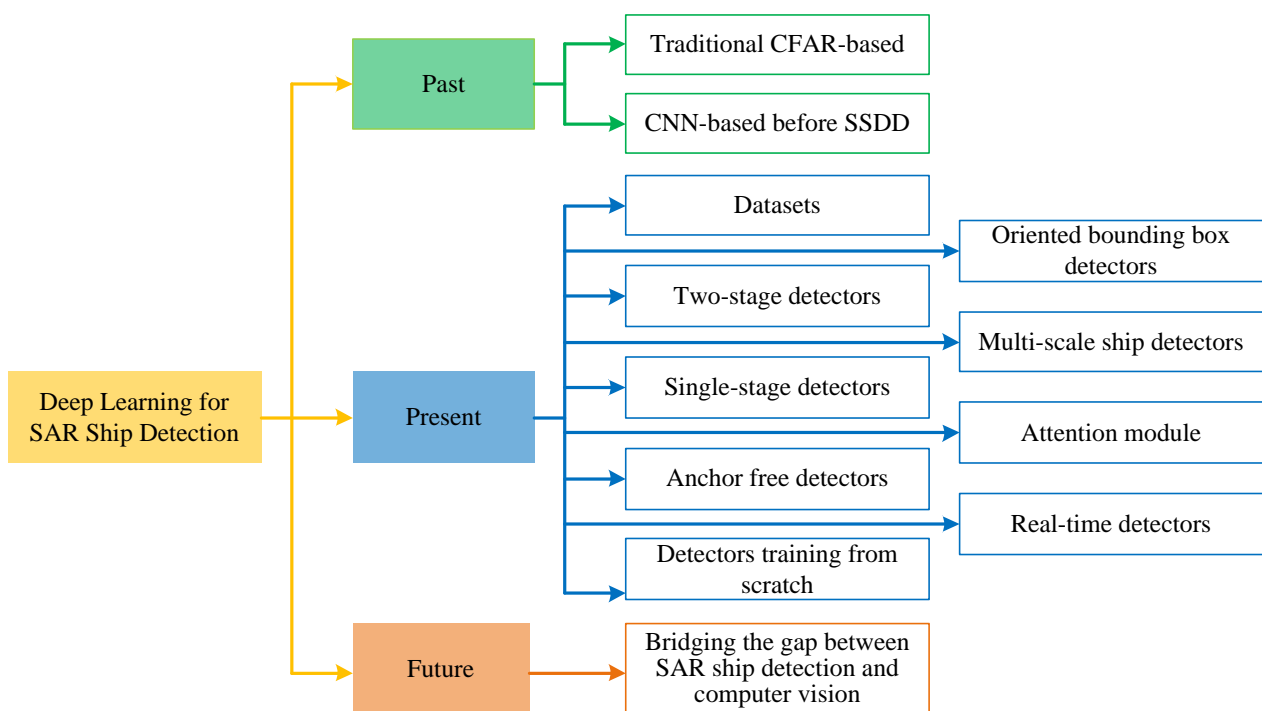 Deep Learning for
SAR Ship Detection
Past
Traditional CFAR-based
CNN-based before SSDD
Present
Datasets
Oriented bounding box
detectors
Two-stage detectors
Multi-scale ship detectors
Single-stage detectors
Attention module
Anchor free detectors
Real-time detectors
Detectors training from
scratch
Future
Bridging the gap between
SAR ship detection and
computer vision